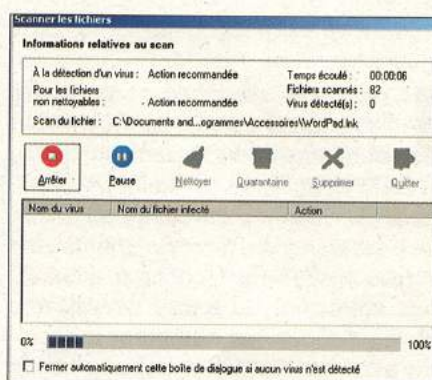 Scanner les fichiers
Informations relatives au scan
À la détection d'un virus : Action recommandée Temps écoulé : 00:00:06
Pour les fichiers non nettoyables : - Action recommandée Fichiers scannés : 82
Virus détecté(s) : 0
Scan du fichier : C:\Documents and...ogrammes\Accessoires\WordPad.lnk
Arrêter Pause Nettoyer Quarantaine Supprimer Quitter
Nom du virus Nom du fichier infecté Action
0% 100%
Fermer automatiquement cette boîte de dialogue si aucun virus n'est détecté